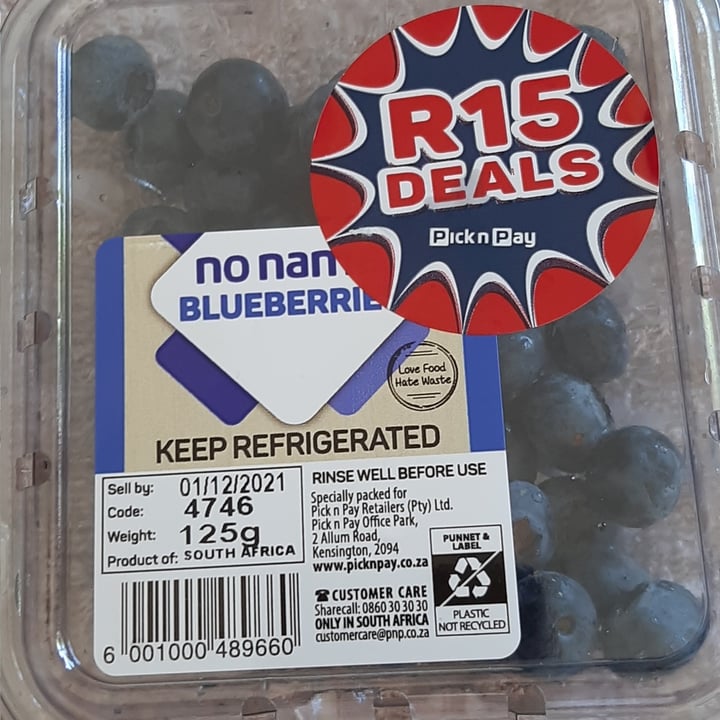 R15
DEALS
Pick n Pay
no nam
BLUEBERRIE
Love Food
Hate Waste
KEEP REFRIGERATED
Sell by: 01/12/2021
Code: 4746
Weight: 125g
Product of: SOUTH AFRICA
RINSE WELL BEFORE USE
Specially packed for
Pick n Pay Retailers (Pty) Ltd.
Pick n Pay Office Park,
2 Allum Road,
Kensington, 2094
www.picknpay.co.za
PUNNET &
LABEL
PLASTIC
NOT RECYCLED
CUSTOMER CARE
Sharecall: 0860 30 30 30
ONLY IN SOUTH AFRICA
customercare@pnp.co.za
6 001000 489660